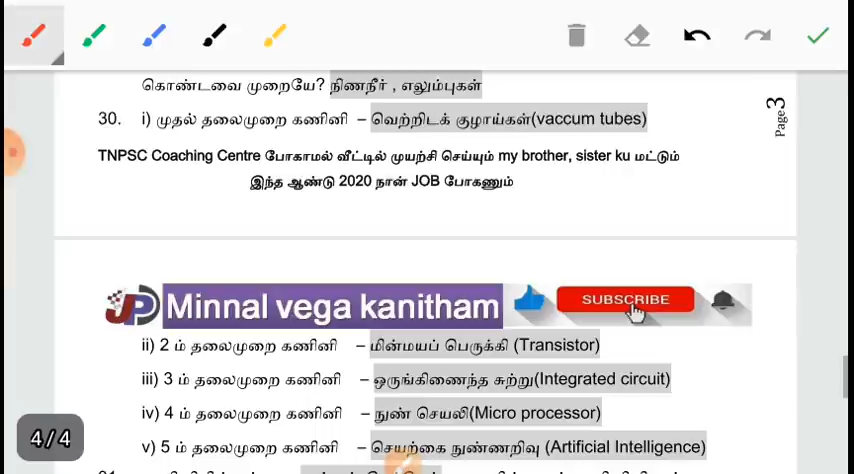 கொண்டவை முறையே? நிணநீர் , எலும்புகள்
30. i) முதல் தலைமுறை கணினி – வெற்றிடக் குழாய்கள்(vaccum tubes)
Page3
TNPSC Coaching Centre போகாமல் வீட்டில் முயற்சி செய்யும் my brother, sister ku மட்டும்
இந்த ஆண்டு 2020 நான் JOB போகணும்
JP Minnal vega kanitham SUBSCRIBE
ii) 2 ம் தலைமுறை கணினி – மின்மயப் பெருக்கி (Transistor)
iii) 3 ம் தலைமுறை கணினி – ஒருங்கிணைந்த சுற்று(Integrated circuit)
iv) 4 ம் தலைமுறை கணினி – நுண் செயலி(Micro processor)
4/4
v) 5 ம் தலைமுறை கணினி – செயற்கை நுண்ணறிவு (Artificial Intelligence)